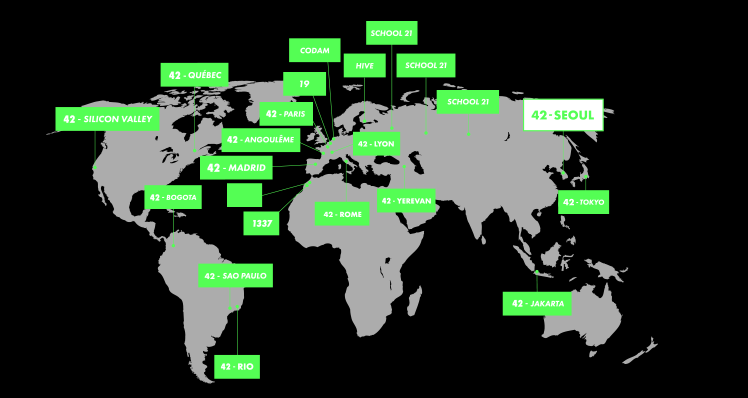 SCHOOL 21
CODAM
HIVE
SCHOOL 21
42 - QUÉBEC
19
SCHOOL 21
42 - PARIS
42 - SILICON VALLEY
42 - SEOUL
42 - ANGOULÊME
42 - LYON
42 - MADRID
42 - BOGOTA
42 - YEREVAN
42 - TOKYO
42 - ROME
1337
42 - SAO PAULO
42 - JAKARTA
42 - RIO